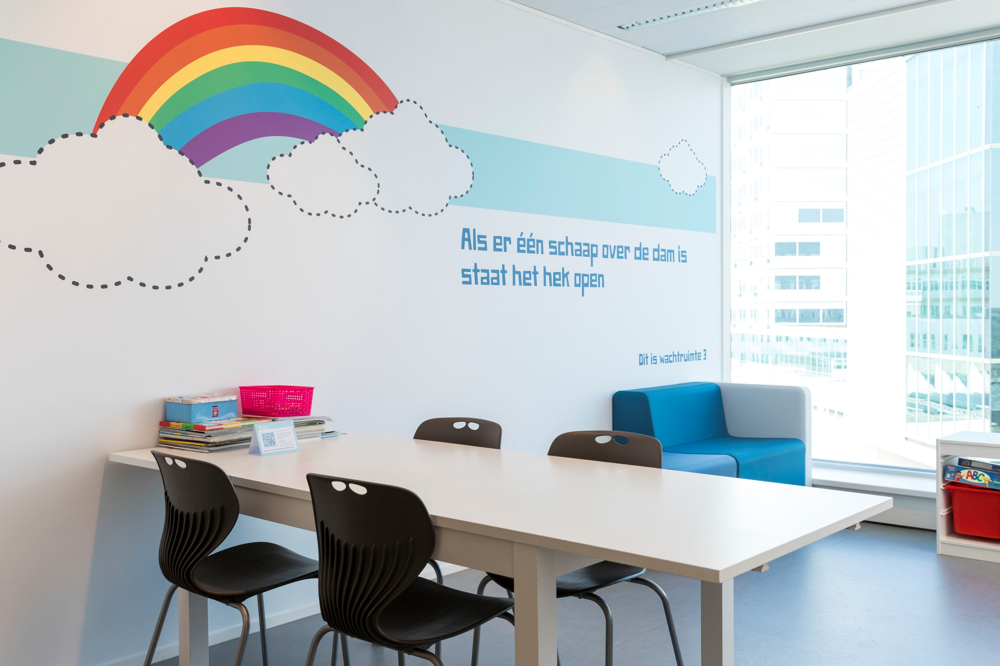 Als er één schaap over de dam is
staat het hek open
Dit is wachtruimte 3
ABC